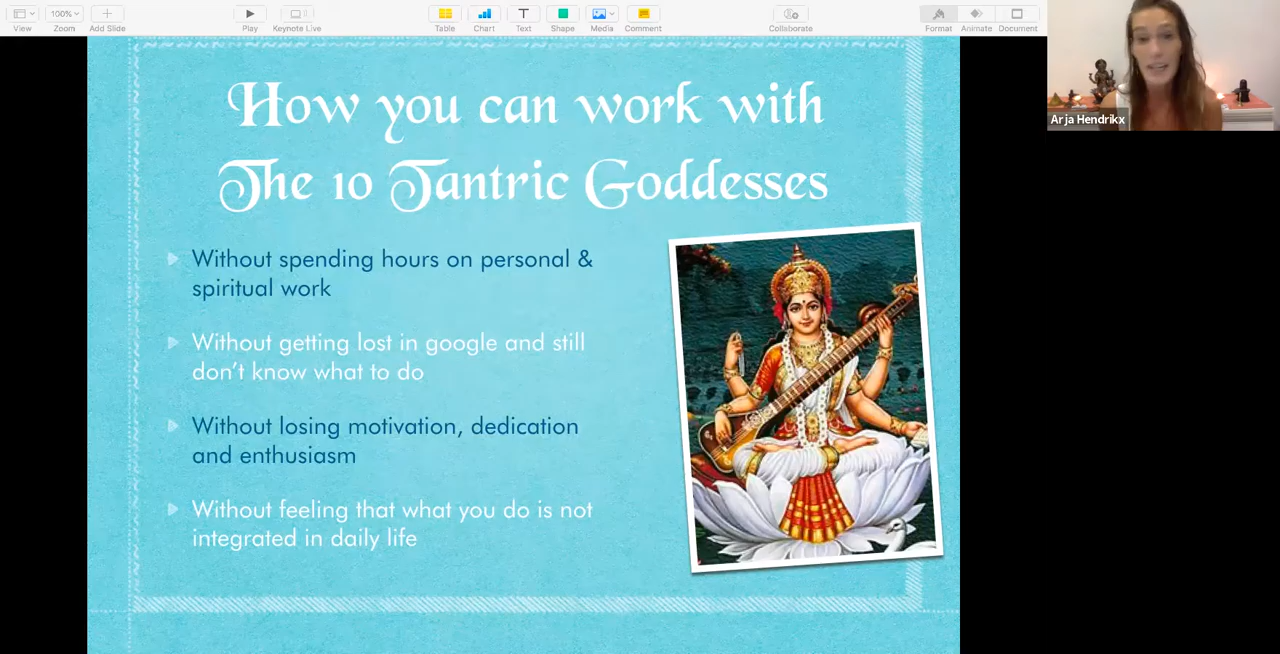 View
100%
Zoom
Add Slide
Play
Keynote Live
Table
Chart
Text
Shape
Media
Comment
Collaborate
Format
Animate
Document
Arja Hendrikx
How you can work with
The 10 Tantric Goddesses
Without spending hours on personal &
spiritual work
Without getting lost in google and still
don't know what to do
Without losing motivation, dedication
and enthusiasm
Without feeling that what you do is not
integrated in daily life